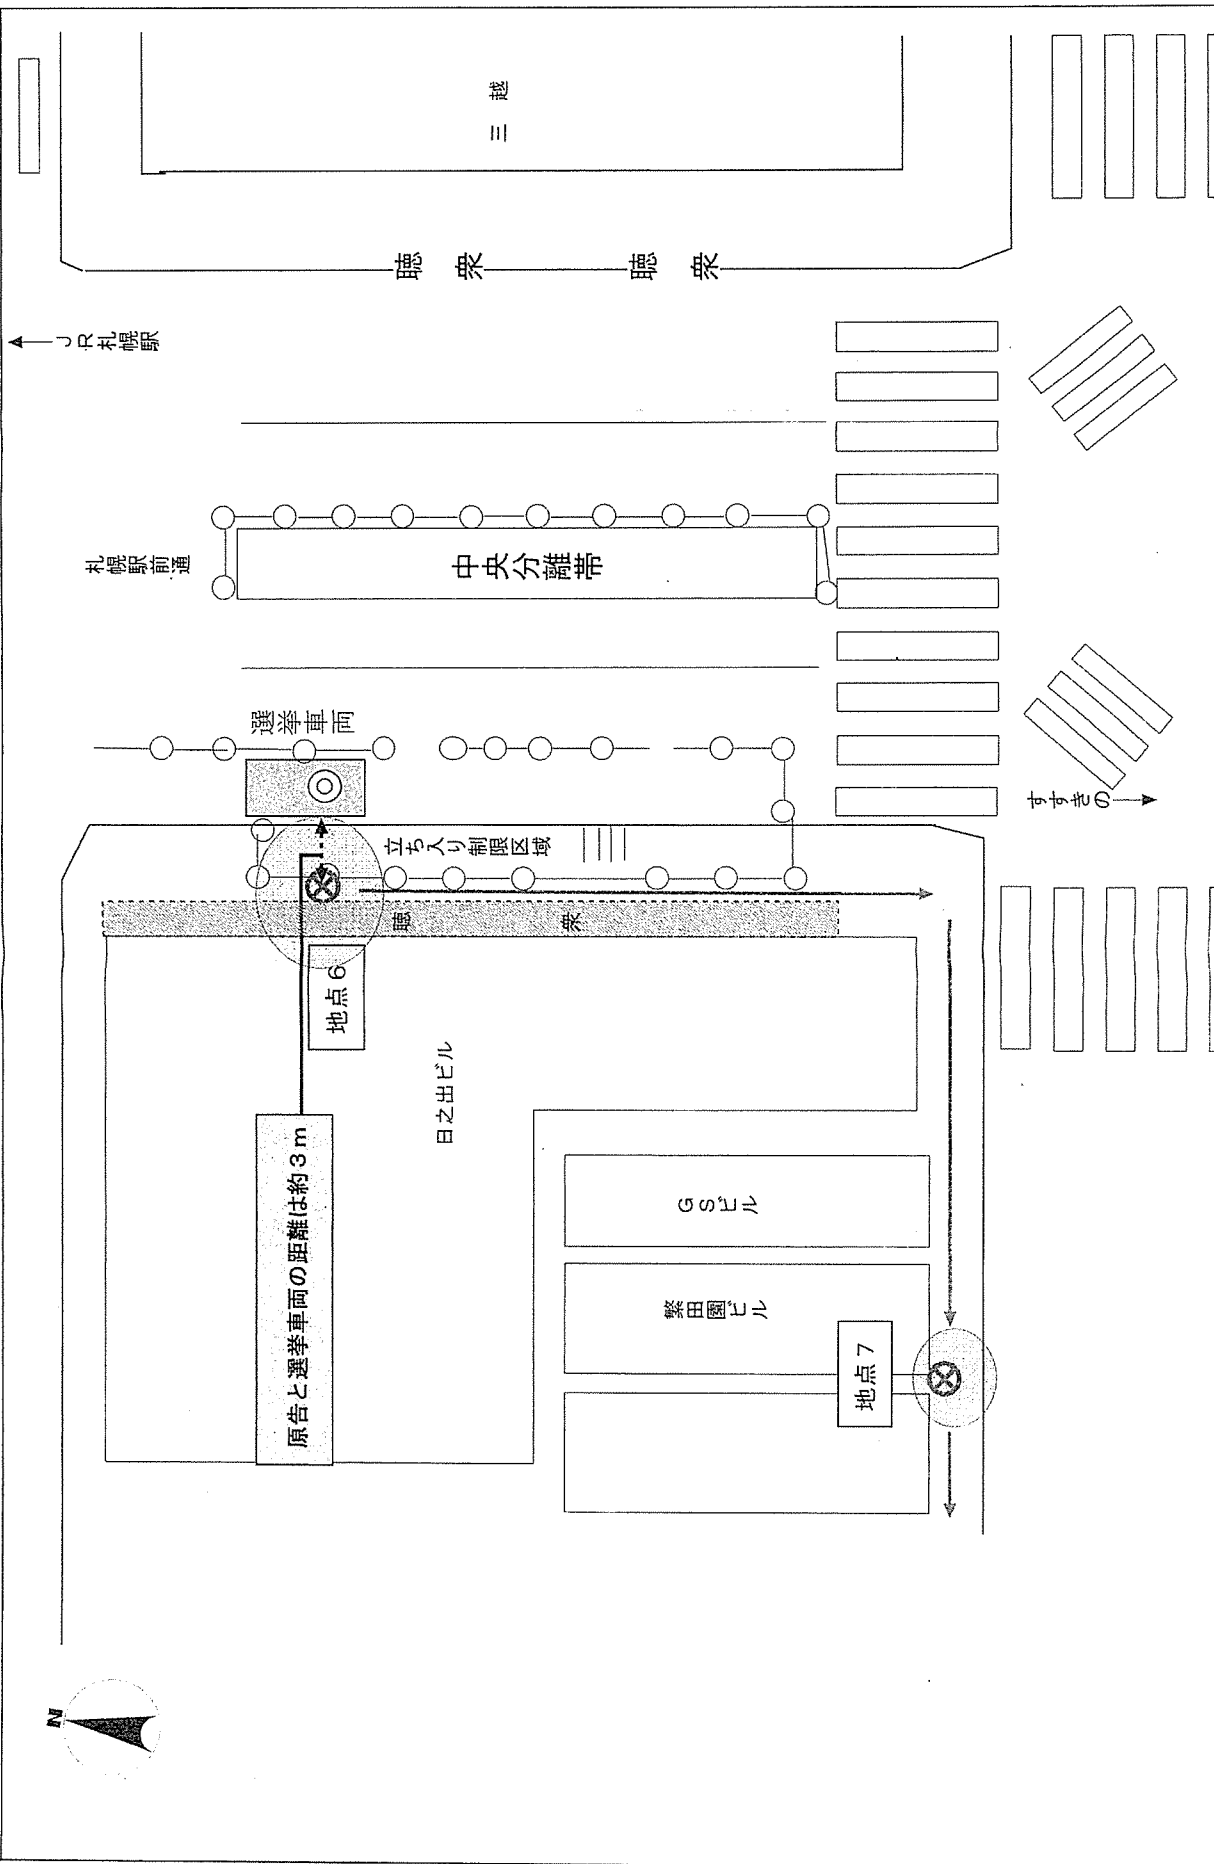 三越
聴衆
聴衆
JR札幌駅
札幌駅前通
中央分離帯
選挙車両
立ち入り制限区域
すすきの
聴衆
地点6
日之出ビル
原告と選挙車両の距離は約3m
GSビル
繁田園ビル
地点7
N